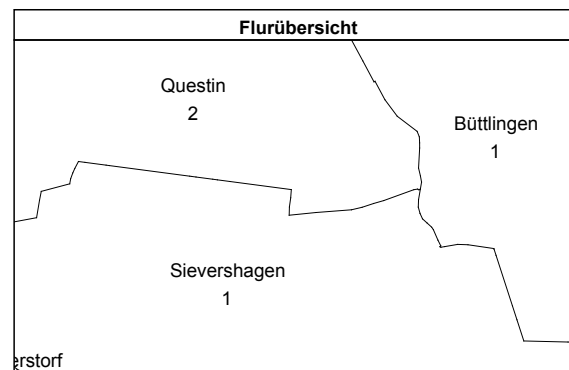 Flurübersicht
Questin
2
Büttlingen
1
Sievershagen
1
erstorf